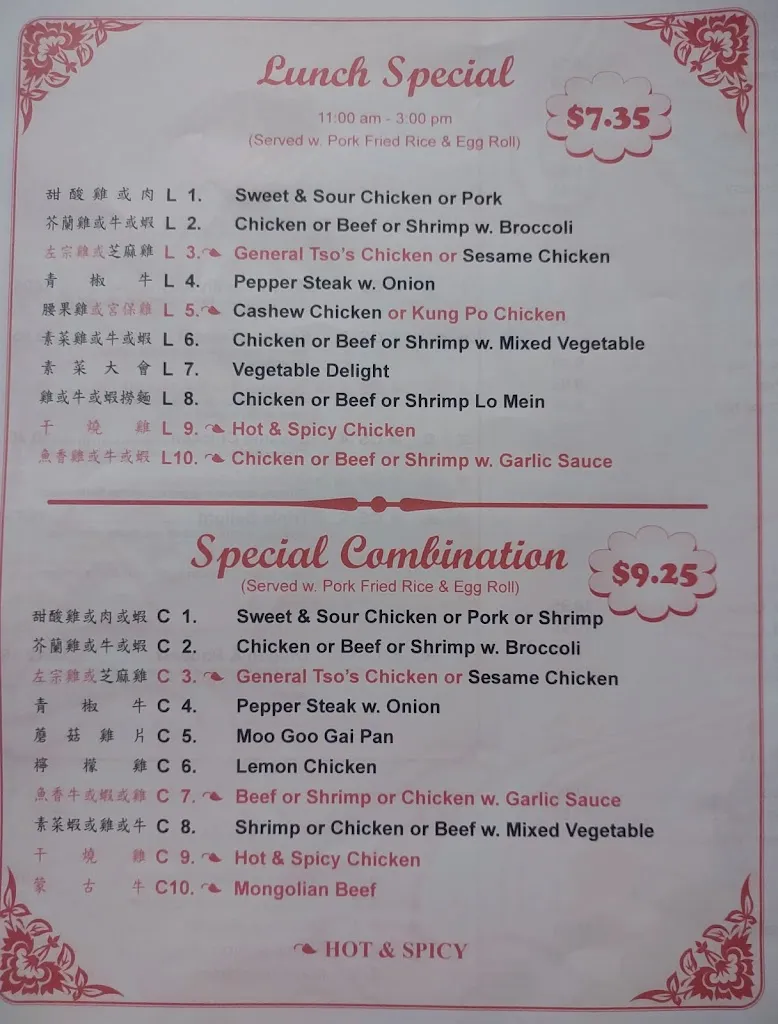 Lunch Special
$7.35
11:00 am - 3:00 pm
(Served w. Pork Fried Rice & Egg Roll)
甜酸雞或肉 L 1. Sweet & Sour Chicken or Pork
芥蘭雞或牛或蝦 L 2. Chicken or Beef or Shrimp w. Broccoli
左宗雞或芝麻雞 L 3. General Tso's Chicken or Sesame Chicken
青椒牛 L 4. Pepper Steak w. Onion
腰果雞或宮保雞 L 5. Cashew Chicken or Kung Po Chicken
素菜雞或牛或蝦 L 6. Chicken or Beef or Shrimp w. Mixed Vegetable
素菜大會 L 7. Vegetable Delight
雞或牛或蝦撈麵 L 8. Chicken or Beef or Shrimp Lo Mein
干燒雞 L 9. Hot & Spicy Chicken
魚香雞或牛或蝦 L10. Chicken or Beef or Shrimp w. Garlic Sauce
Special Combination
$9.25
(Served w. Pork Fried Rice & Egg Roll)
甜酸雞或肉或蝦 C 1. Sweet & Sour Chicken or Pork or Shrimp
芥蘭雞或牛或蝦 C 2. Chicken or Beef or Shrimp w. Broccoli
左宗雞或芝麻雞 C 3. General Tso's Chicken or Sesame Chicken
青椒牛 C 4. Pepper Steak w. Onion
蘑菇雞片 C 5. Moo Goo Gai Pan
檸檬雞 C 6. Lemon Chicken
魚香牛或蝦或雞 C 7. Beef or Shrimp or Chicken w. Garlic Sauce
素菜蝦或雞或牛 C 8. Shrimp or Chicken or Beef w. Mixed Vegetable
干燒雞 C 9. Hot & Spicy Chicken
蒙古牛 C10. Mongolian Beef
HOT & SPICY